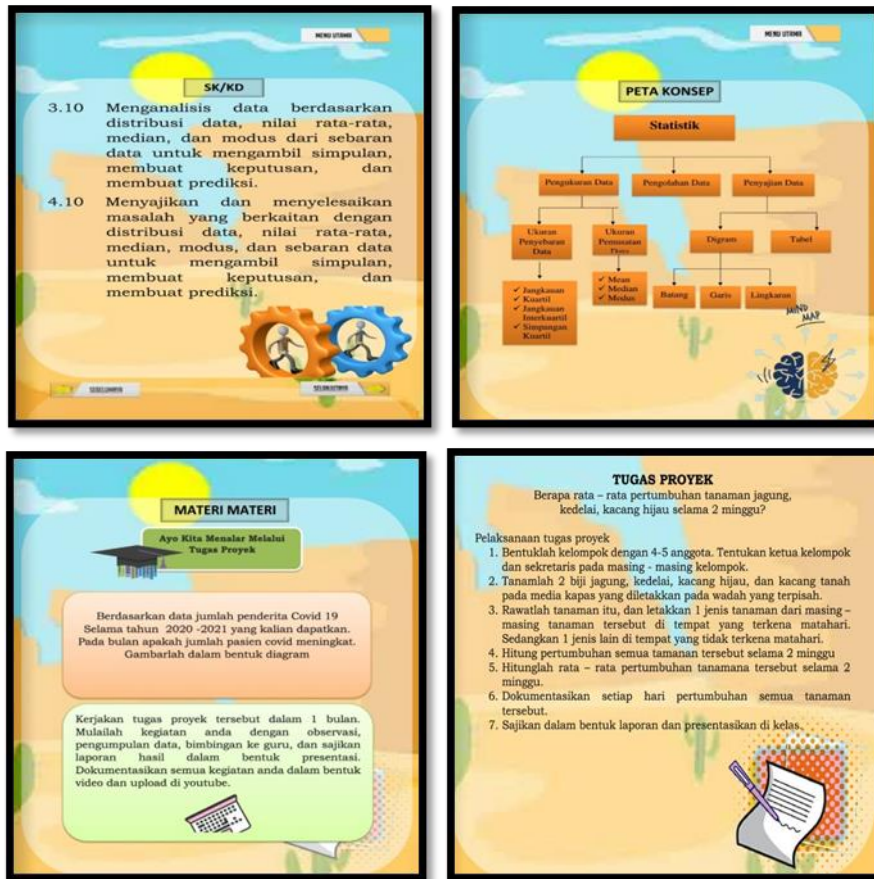 MENU UTAMA
SK/KD
3.10 Menganalisis data berdasarkan
distribusi data, nilai rata-rata,
median, dan modus dari sebaran
data untuk mengambil simpulan,
membuat keputusan, dan
membuat prediksi.
4.10 Menyajikan dan menyelesaikan
masalah yang berkaitan dengan
distribusi data, nilai rata-rata,
median, modus, dan sebaran data
untuk mengambil simpulan,
membuat keputusan, dan
membuat prediksi.
SEBELUMNYA
SELANJUTNYA
MENU UTAMA
PETA KONSEP
Statistik
Pengukuran Data
Pengolahan Data
Penyajian Data
Ukuran
Penyebaran
Data
Ukuran
Pemusatan
Data
Digram
Tabel
✓ Jangkauan
✓ Kuartil
✓ Jangkauan
Interkuartil
✓ Simpangan
Kuartil
✓ Mean
✓ Median
✓ Modus
Batang
Garis
Lingkaran
MIND
MAP
MATERI MATERI
Ayo Kita Menalar Melalui
Tugas Proyek
Berdasarkan data jumlah penderita Covid 19
Selama tahun 2020 -2021 yang kalian dapatkan.
Pada bulan apakah jumlah pasien covid meningkat.
Gambarlah dalam bentuk diagram
Kerjakan tugas proyek tersebut dalam 1 bulan.
Mulailah kegiatan anda dengan observasi,
pengumpulan data, bimbingan ke guru, dan sajikan
laporan hasil dalam bentuk presentasi.
Dokumentasikan semua kegiatan anda dalam bentuk
video dan upload di youtube.
TUGAS PROYEK
Berapa rata – rata pertumbuhan tanaman jagung,
kedelai, kacang hijau selama 2 minggu?
Pelaksanaan tugas proyek
1. Bentuklah kelompok dengan 4-5 anggota. Tentukan ketua kelompok
dan sekretaris pada masing - masing kelompok.
2. Tanamlah 2 biji jagung, kedelai, kacang hijau, dan kacang tanah
pada media kapas yang diletakkan pada wadah yang terpisah.
3. Rawatlah tanaman itu, dan letakkan 1 jenis tanaman dari masing –
masing tanaman tersebut di tempat yang terkena matahari.
Sedangkan 1 jenis lain di tempat yang tidak terkena matahari.
4. Hitung pertumbuhan semua tamanan tersebut selama 2 minggu
5. Hitunglah rata – rata pertumbuhan tanamana tersebut selama 2
minggu.
6. Dokumentasikan setiap hari pertumbuhan semua tanaman
tersebut.
7. Sajikan dalam bentuk laporan dan presentasikan di kelas.